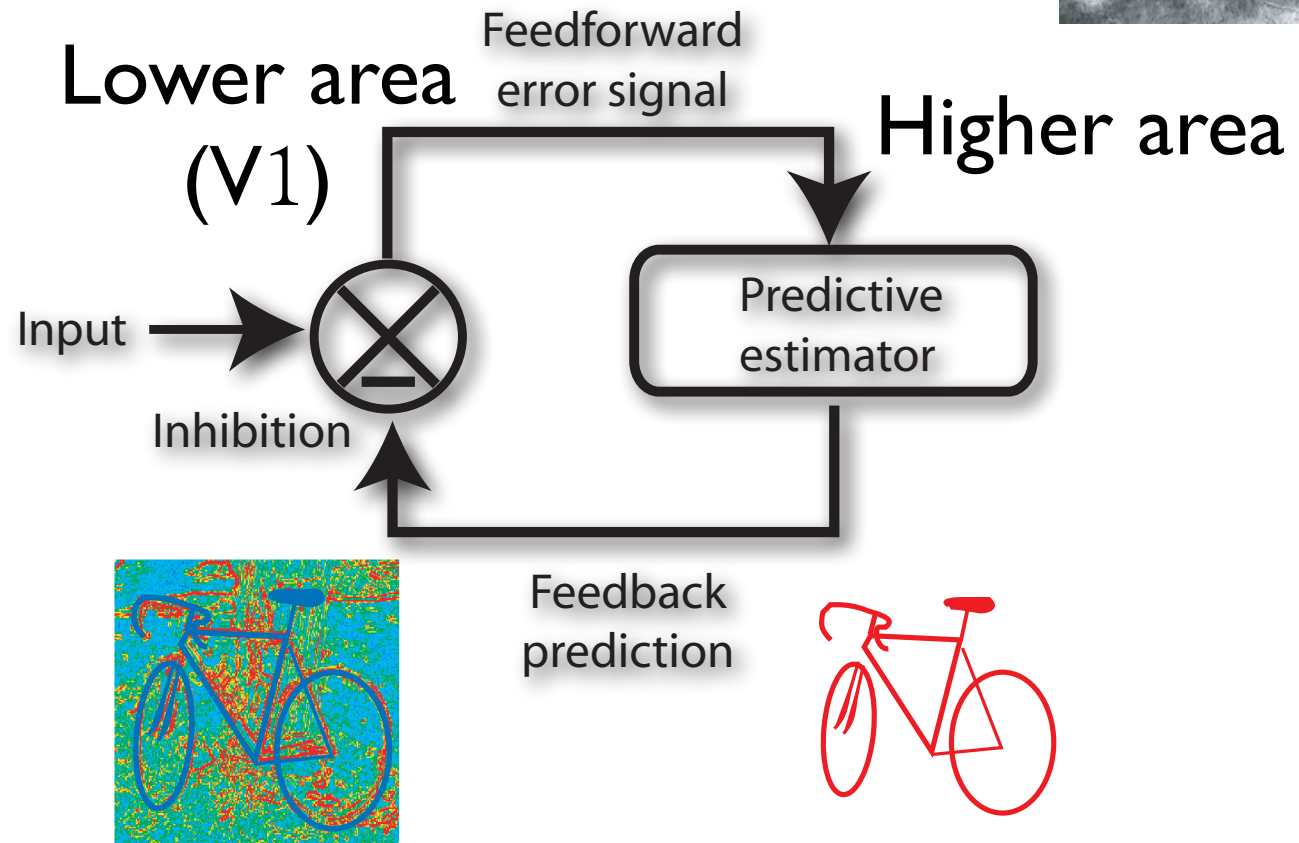 Feedforward
error signal
Lower area
(V1)
Higher area
Input
Predictive
estimator
Inhibition
Feedback
prediction